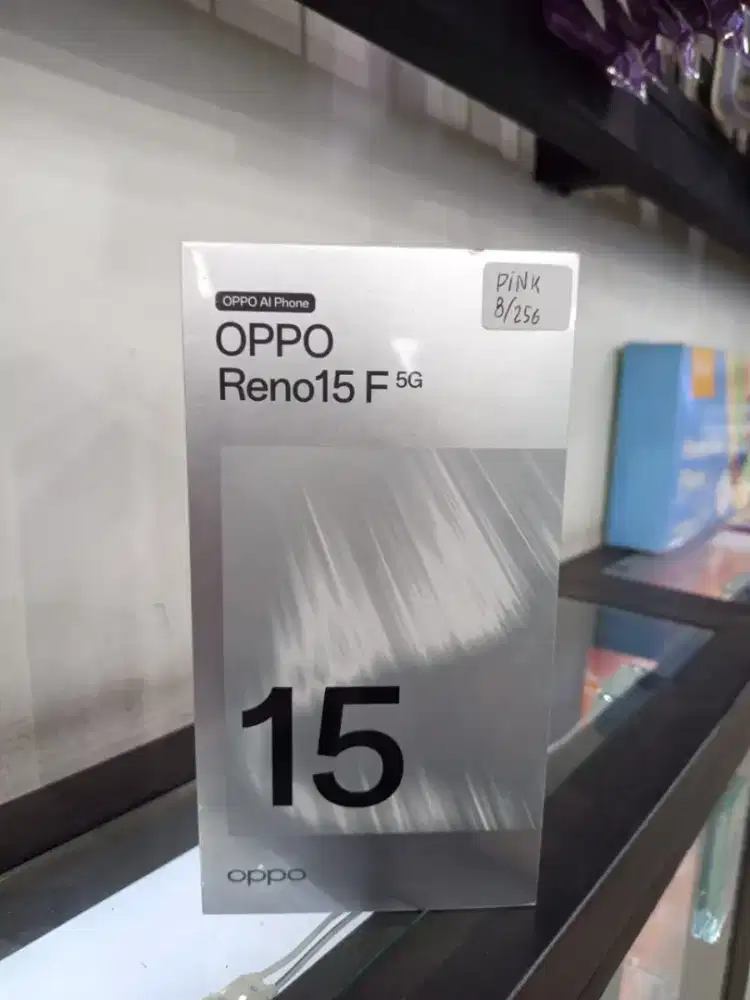 OPPO AI Phone
PiNK
8/256
OPPO
Reno15 F 5G
15
oppo